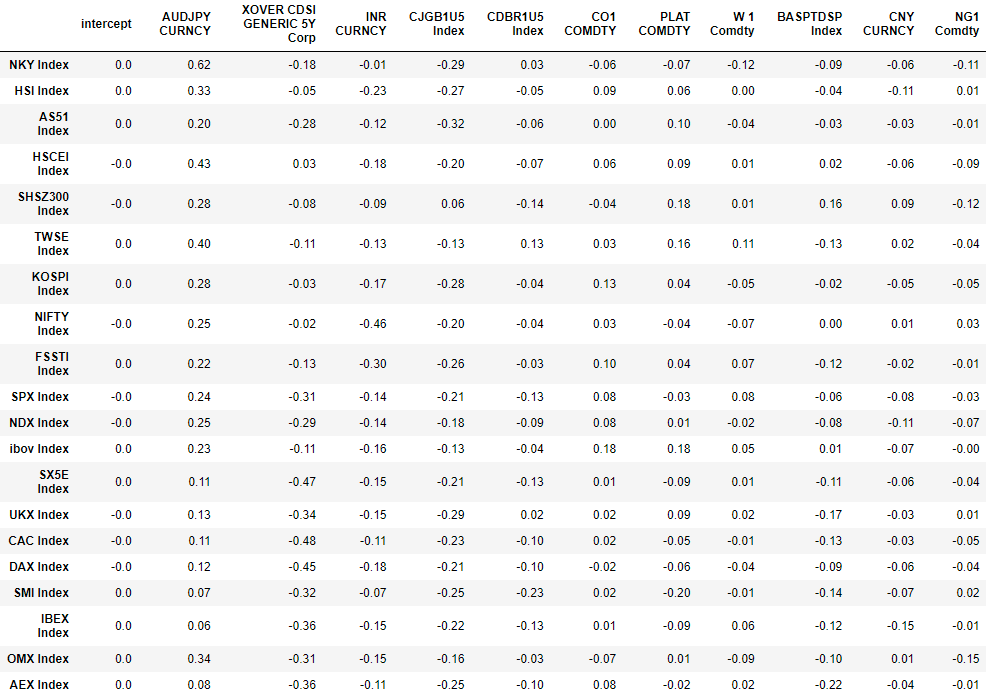 intercept AUDJPY CURNCY XOVER CDSI GENERIC 5Y Corp INR CURNCY CJGB1U5 Index CDBR1U5 Index CO1 COMDTY PLAT COMDTY W 1 Comdty BASPTDSP Index CNY CURNCY NG1 Comdty
NKY Index 0.0 0.62 -0.18 -0.01 -0.29 0.03 -0.06 -0.07 -0.12 -0.09 -0.06 -0.11
HSI Index 0.0 0.33 -0.05 -0.23 -0.27 -0.05 0.09 0.06 0.00 -0.04 -0.11 0.01
AS51 Index 0.0 0.20 -0.28 -0.12 -0.32 -0.06 0.00 0.10 -0.04 -0.03 -0.03 -0.01
HSCEI Index -0.0 0.43 0.03 -0.18 -0.20 -0.07 0.06 0.09 0.01 0.02 -0.06 -0.09
SHSZ300 Index -0.0 0.28 -0.08 -0.09 0.06 -0.14 -0.04 0.18 0.01 0.16 0.09 -0.12
TWSE Index 0.0 0.40 -0.11 -0.13 -0.13 0.13 0.03 0.16 0.11 -0.13 0.02 -0.04
KOSPI Index 0.0 0.28 -0.03 -0.17 -0.28 -0.04 0.13 0.04 -0.05 -0.02 -0.05 -0.05
NIFTY Index -0.0 0.25 -0.02 -0.46 -0.20 -0.04 0.03 -0.04 -0.07 0.00 0.01 0.03
FSSTI Index 0.0 0.22 -0.13 -0.30 -0.26 -0.03 0.10 0.04 0.07 -0.12 -0.02 -0.01
SPX Index -0.0 0.24 -0.31 -0.14 -0.21 -0.13 0.08 -0.03 0.08 -0.06 -0.08 -0.03
NDX Index -0.0 0.25 -0.29 -0.14 -0.18 -0.09 0.08 0.01 -0.02 -0.08 -0.11 -0.07
ibov Index 0.0 0.23 -0.11 -0.16 -0.13 -0.04 0.18 0.18 0.05 0.01 -0.07 -0.00
SX5E Index 0.0 0.11 -0.47 -0.15 -0.21 -0.13 0.01 -0.09 0.01 -0.11 -0.06 -0.04
UKX Index -0.0 0.13 -0.34 -0.15 -0.29 0.02 0.02 0.09 0.02 -0.17 -0.03 0.01
CAC Index -0.0 0.11 -0.48 -0.11 -0.23 -0.10 0.02 -0.05 -0.01 -0.13 -0.03 -0.05
DAX Index -0.0 0.12 -0.45 -0.18 -0.21 -0.10 -0.02 -0.06 -0.04 -0.09 -0.06 -0.04
SMI Index 0.0 0.07 -0.32 -0.07 -0.25 -0.23 0.02 -0.20 -0.01 -0.14 -0.07 0.02
IBEX Index 0.0 0.06 -0.36 -0.15 -0.22 -0.13 0.01 -0.09 0.06 -0.12 -0.15 -0.01
OMX Index 0.0 0.34 -0.31 -0.15 -0.16 -0.03 -0.07 0.01 -0.09 -0.10 0.01 -0.15
AEX Index 0.0 0.08 -0.36 -0.11 -0.25 -0.10 0.08 -0.02 0.02 -0.22 -0.04 -0.01